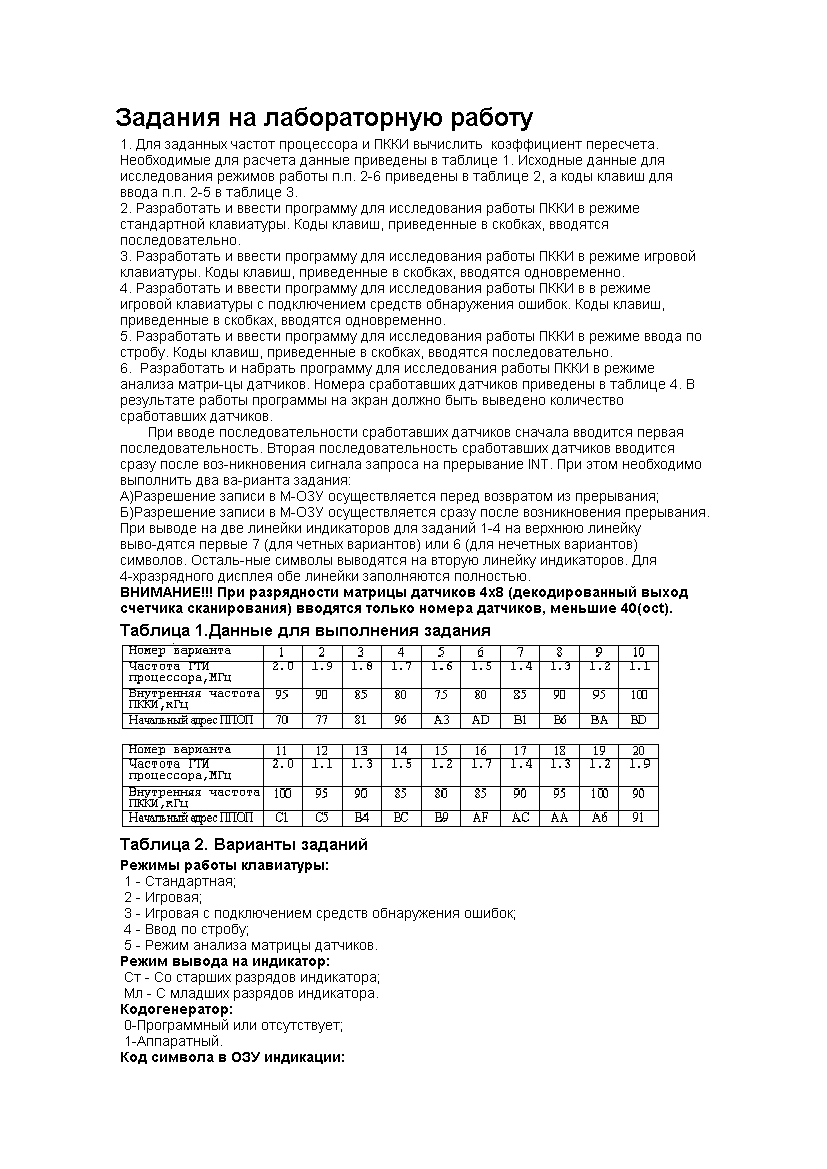 Задания на лабораторную работу
1. Для заданных частот процессора и ПККИ вычислить коэффициент пересчета.
Необходимые для расчета данные приведены в таблице 1. Исходные данные для
исследования режимов работы п.п. 2-6 приведены в таблице 2, а коды клавиш для
ввода п.п. 2-5 в таблице 3.
2. Разработать и ввести программу для исследования работы ПККИ в режиме
стандартной клавиатуры. Коды клавиш, приведенные в скобках, вводятся
последовательно.
3. Разработать и ввести программу для исследования работы ПККИ в режиме игровой
клавиатуры. Коды клавиш, приведенные в скобках, вводятся одновременно.
4. Разработать и ввести программу для исследования работы ПККИ в в режиме
игровой клавиатуры с подключением средств обнаружения ошибок. Коды клавиш,
приведенные в скобках, вводятся одновременно.
5. Разработать и ввести программу для исследования работы ПККИ в режиме ввода по
стробу. Коды клавиш, приведенные в скобках, вводятся последовательно.
6. Разработать и набрать программу для исследования работы ПККИ в режиме
анализа матри-цы датчиков. Номера сработавших датчиков приведены в таблице 4. В
результате работы программы на экран должно быть выведено количество
сработавших датчиков.
При вводе последовательности сработавших датчиков сначала вводится первая
последовательность. Вторая последовательность сработавших датчиков вводится
сразу после воз-никновения сигнала запроса на прерывание INT. При этом необходимо
выполнить два ва-рианта задания:
А)Разрешение записи в М-ОЗУ осуществляется перед возвратом из прерывания;
Б)Разрешение записи в М-ОЗУ осуществляется сразу после возникновения прерывания.
При выводе на две линейки индикаторов для заданий 1-4 на верхнюю линейку
выво-дятся первые 7 (для четных вариантов) или 6 (для нечетных вариантов)
символов. Осталь-ные символы выводятся на вторую линейку индикаторов. Для
4-хразрядного дисплея обе линейки заполняются полностью.
ВНИМАНИЕ!!! При разрядности матрицы датчиков 4х8 (декодированный выход
счетчика сканирования) вводятся только номера датчиков, меньшие 40(oct).
Таблица 1.Данные для выполнения задания
Номер варианта 1 2 3 4 5 6 7 8 9 10
Частота ГТИ процессора,МГц 2.0 1.9 1.8 1.7 1.6 1.5 1.4 1.3 1.2 1.1
Внутренняя частота ПККИ,кГц 95 90 85 80 75 80 85 90 95 100
Начальный адрес ППОП 70 77 81 96 A3 AD B1 B6 BA BD
Номер варианта 11 12 13 14 15 16 17 18 19 20
Частота ГТИ процессора,МГц 2.0 1.1 1.3 1.5 1.2 1.7 1.4 1.3 1.2 1.9
Внутренняя частота ПККИ,кГц 100 95 90 85 80 85 90 95 100 90
Начальный адрес ППОП C1 C5 B4 BC B9 AF AC AA A6 91
Таблица 2. Варианты заданий
Режимы работы клавиатуры:
1 - Стандартная;
2 - Игровая;
3 - Игровая с подключением средств обнаружения ошибок;
4 - Ввод по стробу;
5 - Режим анализа матрицы датчиков.
Режим вывода на индикатор:
Ст - Со старших разрядов индикатора;
Мл - С младших разрядов индикатора.
Кодогенератор:
0-Программный или отсутствует;
1-Аппаратный.
Код символа в ОЗУ индикации: